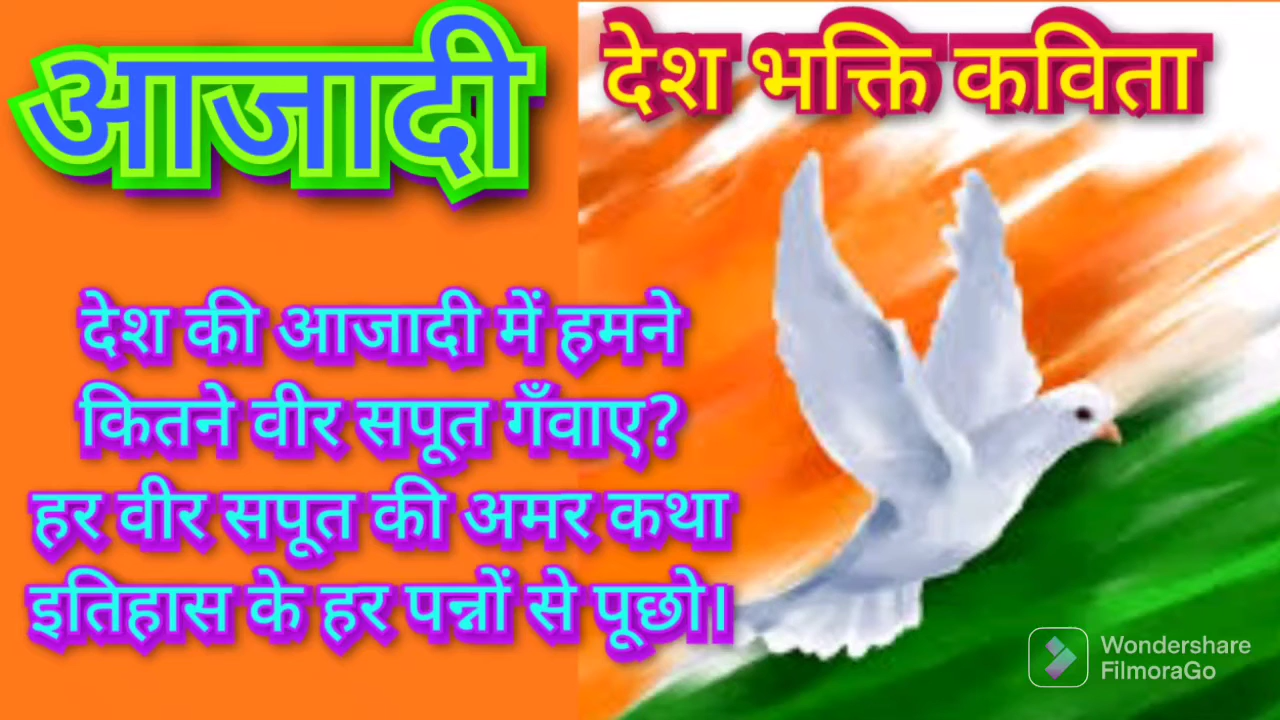 आजादी
देश भक्ति कविता
देश की आजादी में हमने
कितने वीर सपूत गँवाए?
हर वीर सपूत की अमर कथा
इतिहास के हर पन्नों से पूछो।
Wondershare
FilmoraGo